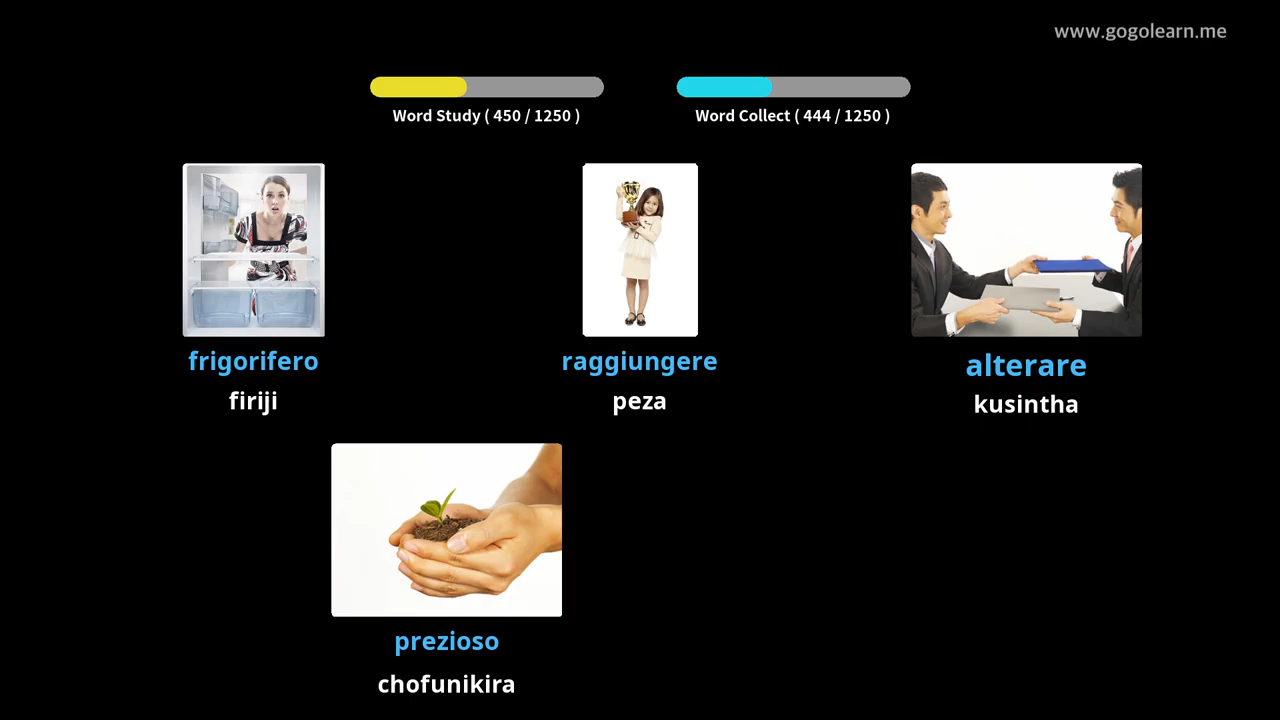 www.gogolearn.me
Word Study ( 450 / 1250 )
Word Collect ( 444 / 1250 )
frigorifero
firiji
raggiungere
peza
alterare
kusintha
prezioso
chofunikira